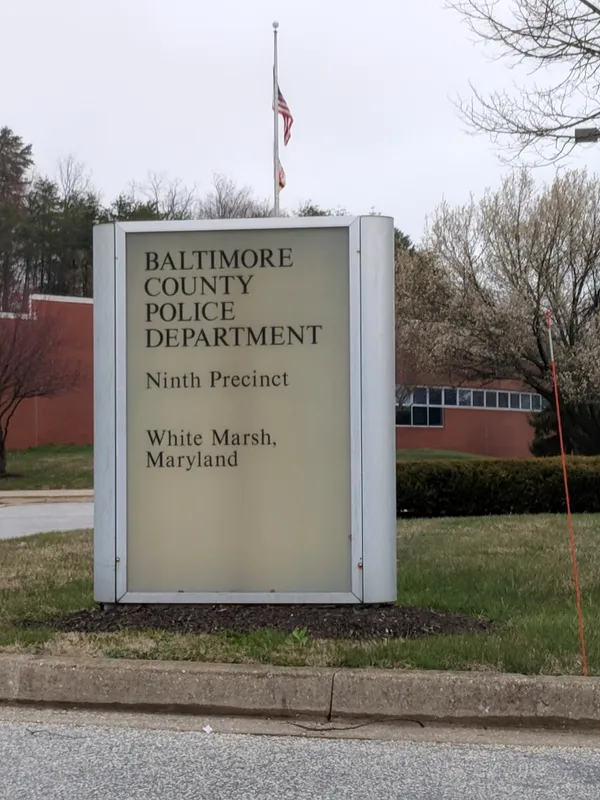 BALTIMORE
COUNTY
POLICE
DEPARTMENT
Ninth Precinct
White Marsh,
Maryland